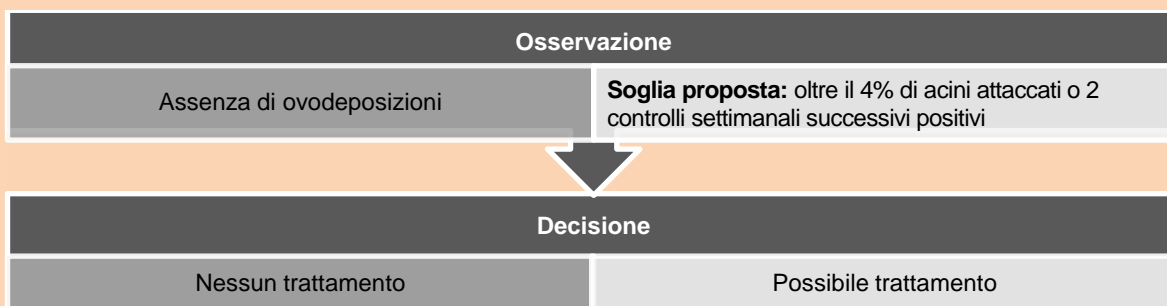 Osservazione
Assenza di ovodeposizioni
Soglia proposta: oltre il 4% di acini attaccati o 2
controlli settimanali successivi positivi
Decisione
Nessun trattamento
Possibile trattamento